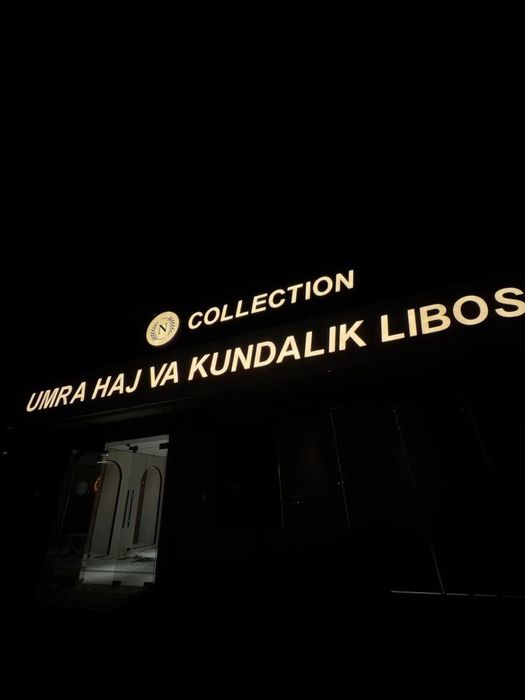 N COLLECTION
UMRA HAJ VA KUNDALIK LIBOS